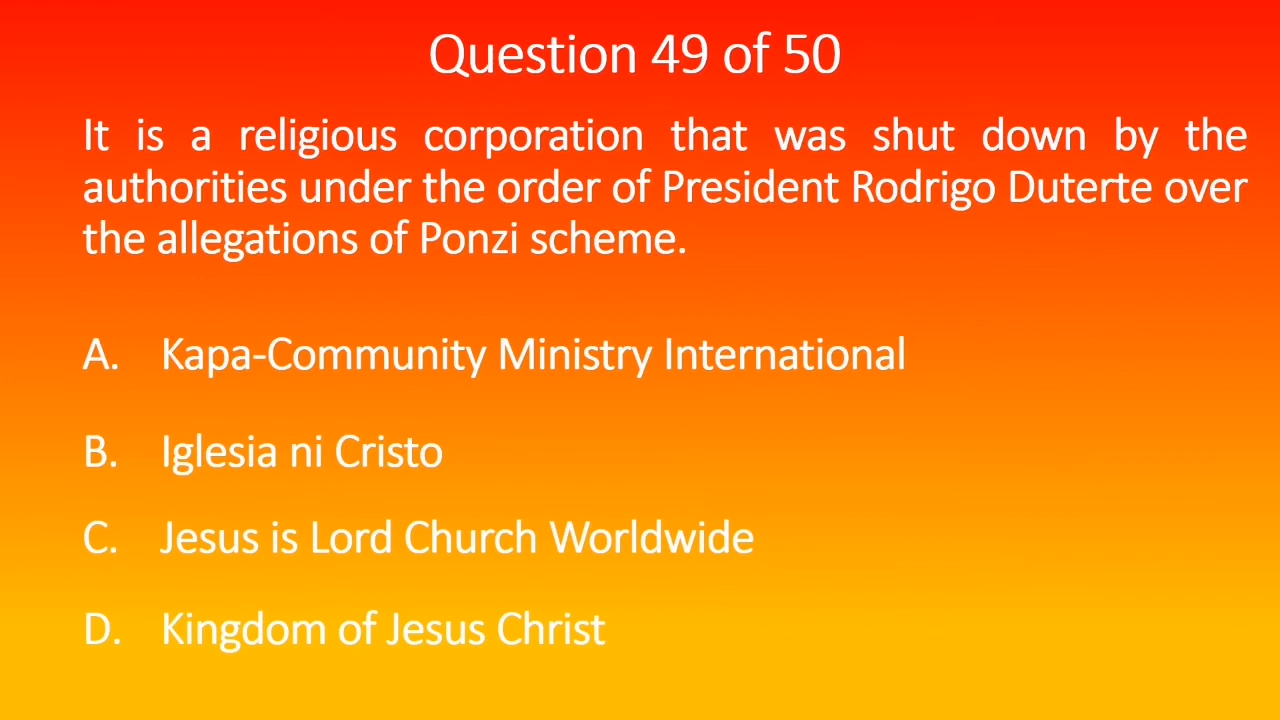 Question 49 of 50
It is a religious corporation that was shut down by the
authorities under the order of President Rodrigo Duterte over
the allegations of Ponzi scheme.
A. Kapa-Community Ministry International
B. Iglesia ni Cristo
C. Jesus is Lord Church Worldwide
D. Kingdom of Jesus Christ